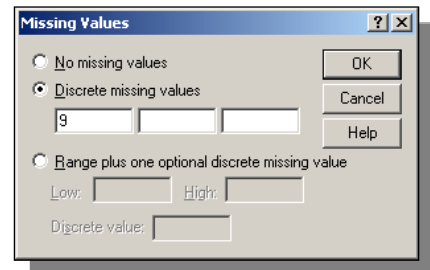 Missing Values
No missing values
OK
Discrete missing values
Cancel
9
Help
Range plus one optional discrete missing value
Low: High:
Discrete value: